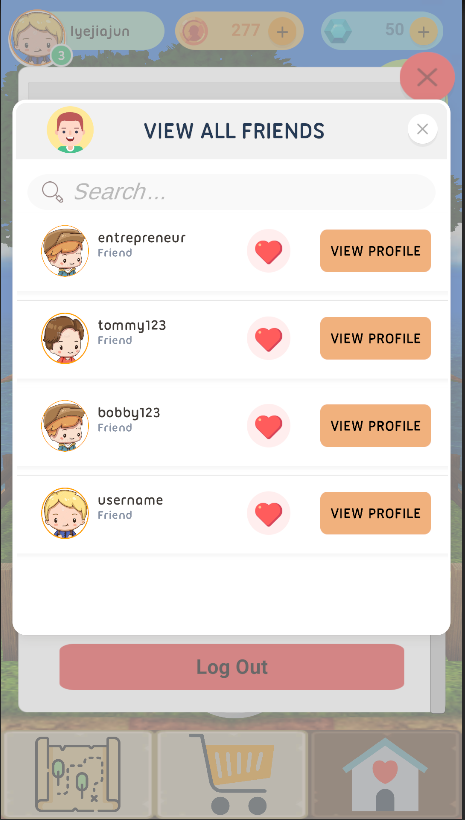 lyejiajun
277
+
50
+
3
VIEW ALL FRIENDS
Search...
entrepreneur
Friend
VIEW PROFILE
tommy123
Friend
VIEW PROFILE
bobby123
Friend
VIEW PROFILE
username
Friend
VIEW PROFILE
Log Out